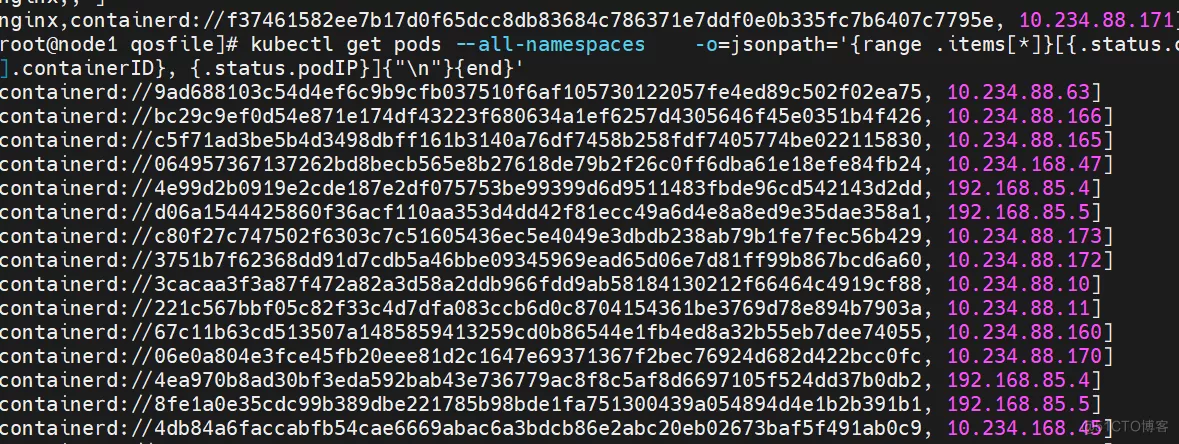 nginx,, ]
nginx,containerd://f37461582ee7b17d0f65dcc8db83684c786371e7ddf0e0b335fc7b6407c7795e, 10.234.88.171]
root@node1 qosfile]# kubectl get pods --all-namespaces -o=jsonpath='{range .items[*]}[{.status.c
].containerID}, {.status.podIP}]{"\n"}{end}'
containerd://9ad688103c54d4ef6c9b9cfb037510f6af105730122057fe4ed89c502f02ea75, 10.234.88.63]
containerd://bc29c9ef0d54e871e174df43223f680634a1ef6257d4305646f45e0351b4f426, 10.234.88.166]
containerd://c5f71ad3be5b4d3498dbff161b3140a76df7458b258fdf7405774be022115830, 10.234.88.165]
containerd://064957367137262bd8becb565e8b27618de79b2f26c0ff6dba61e18efe84fb24, 10.234.168.47]
containerd://4e99d2b0919e2cde187e2df075753be99399d6d9511483fbde96cd542143d2dd, 192.168.85.4]
containerd://d06a1544425860f36acf110aa353d4dd42f81ecc49a6d4e8a8ed9e35dae358a1, 192.168.85.5]
containerd://c80f27c747502f6303c7c51605436ec5e4049e3dbdb238ab79b1fe7fec56b429, 10.234.88.173]
containerd://3751b7f62368dd91d7cdb5a46bbe09345969ead65d06e7d81ff99b867bcd6a60, 10.234.88.172]
containerd://3cacaa3f3a87f472a82a3d58a2ddb966fdd9ab58184130212f66464c4919cf88, 10.234.88.10]
containerd://221c567bbf05c82f33c4d7dfa083ccb6d0c8704154361be3769d78e894b7903a, 10.234.88.11]
containerd://67c11b63cd513507a1485859413259cd0b86544e1fb4ed8a32b55eb7dee74055, 10.234.88.160]
containerd://06e0a804e3fce45fb20eee81d2c1647e69371367f2bec76924d682d422bcc0fc, 10.234.88.170]
containerd://4ea970b8ad30bf3eda592bab43e736779ac8f8c5af8d6697105f524dd37b0db2, 192.168.85.4]
containerd://8fe1a0e35cdc99b389dbe221785b98bde1fa751300439a054894d4e1b2b391b1, 192.168.85.5]
containerd://4db84a6faccabfb54cae6669abac6a3bdcb86e2abc20eb02673baf5f491ab0c9, 10.234.168.45]
@51CTO博客